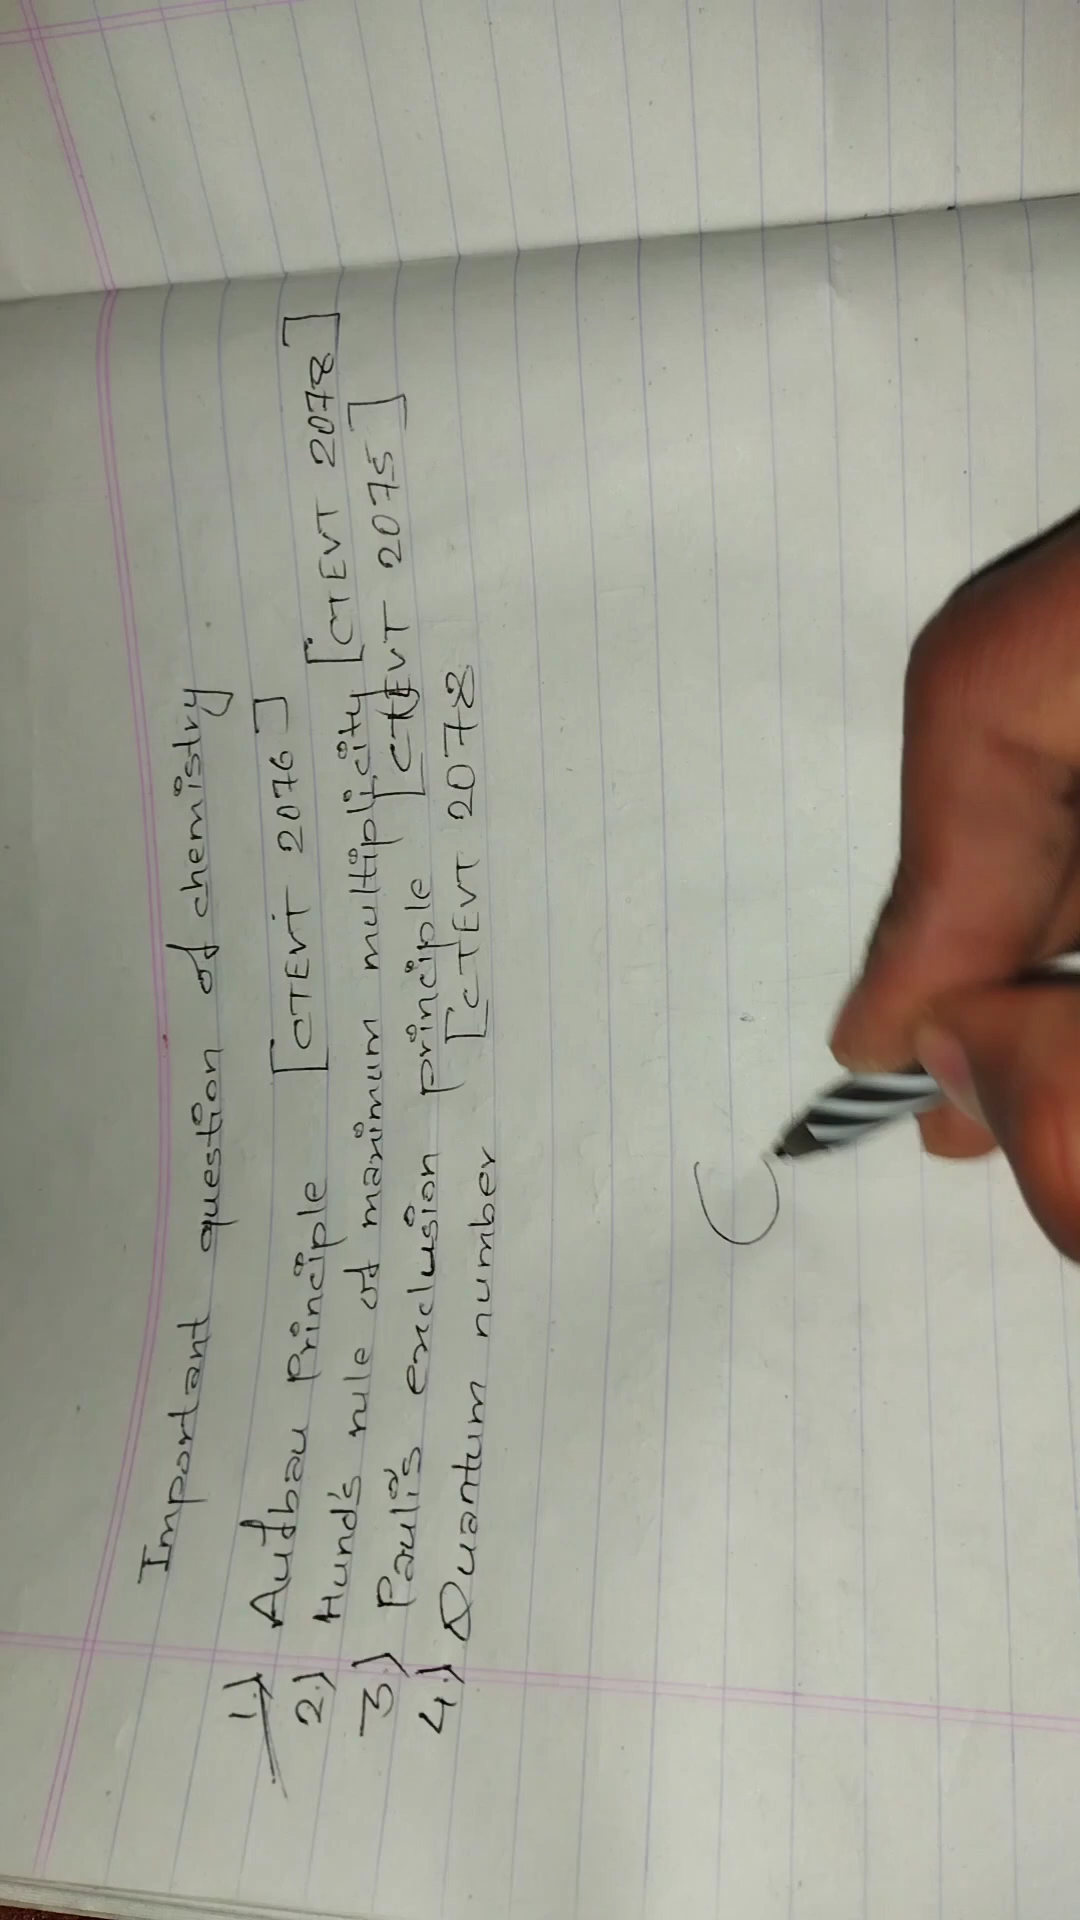 Important question of chemistry
1.) Aufbau Principle [CTEVT 2076]
2.) Hund's rule of maximum multiplicity [CTEVT 2078]
3.) Pauli's exclusion principle [CTEVT 2075]
4.) Quantum number [CTEVT 2078